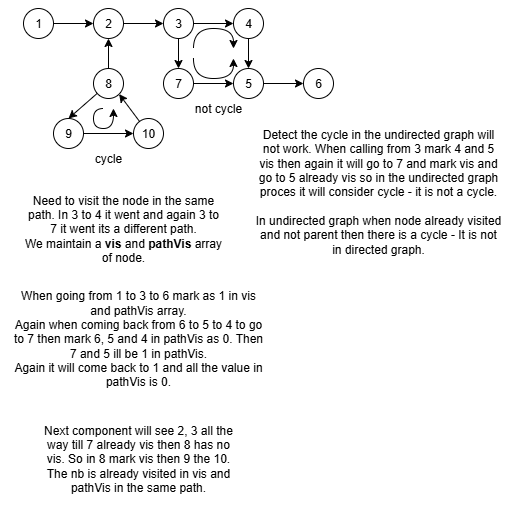 1
2
3
4
8
7
5
6
not cycle
9
10
cycle
Detect the cycle in the undirected graph will
not work. When calling from 3 mark 4 and 5
vis then again it will go to 7 and mark vis and
go to 5 already vis so in the undirected graph
proces it will consider cycle - it is not a cycle.
In undirected graph when node already visited
and not parent then there is a cycle - It is not
in directed graph.
Need to visit the node in the same
path. In 3 to 4 it went and again 3 to
7 it went its a different path.
We maintain a vis and pathVis array
of node.
When going from 1 to 3 to 6 mark as 1 in vis
and pathVis array.
Again when coming back from 6 to 5 to 4 to go
to 7 then mark 6, 5 and 4 in pathVis as 0. Then
7 and 5 ill be 1 in pathVis.
Again it will come back to 1 and all the value in
pathVis is 0.
Next component will see 2, 3 all the
way till 7 already vis then 8 has no
vis. So in 8 mark vis then 9 the 10.
The nb is already visited in vis and
pathVis in the same path.